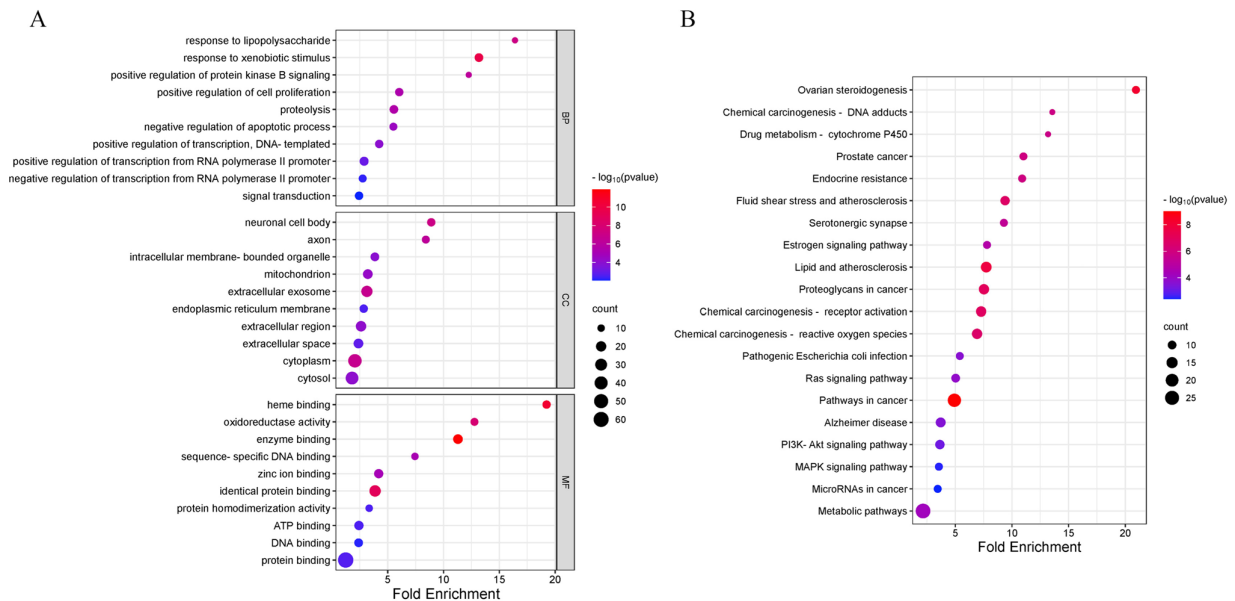 A
response to lipopolysaccharide
response to xenobiotic stimulus
positive regulation of protein kinase B signaling
positive regulation of cell proliferation
proteolysis
negative regulation of apoptotic process
positive regulation of transcription, DNA- templated
positive regulation of transcription from RNA polymerase II promoter
negative regulation of transcription from RNA polymerase II promoter
signal transduction
BP
neuronal cell body
axon
intracellular membrane- bounded organelle
mitochondrion
extracellular exosome
endoplasmic reticulum membrane
extracellular region
extracellular space
cytoplasm
cytosol
CC
heme binding
oxidoreductase activity
enzyme binding
sequence- specific DNA binding
zinc ion binding
identical protein binding
protein homodimerization activity
ATP binding
DNA binding
protein binding
MF
5 10 15 20
Fold Enrichment
- log10(pvalue)
10
8
6
4
count
10
20
30
40
50
60
B
Ovarian steroidogenesis
Chemical carcinogenesis - DNA adducts
Drug metabolism - cytochrome P450
Prostate cancer
Endocrine resistance
Fluid shear stress and atherosclerosis
Serotonergic synapse
Estrogen signaling pathway
Lipid and atherosclerosis
Proteoglycans in cancer
Chemical carcinogenesis - receptor activation
Chemical carcinogenesis - reactive oxygen species
Pathogenic Escherichia coli infection
Ras signaling pathway
Pathways in cancer
Alzheimer disease
PI3K- Akt signaling pathway
MAPK signaling pathway
MicroRNAs in cancer
Metabolic pathways
5 10 15 20
Fold Enrichment
- log10(pvalue)
8
6
4
count
10
15
20
25